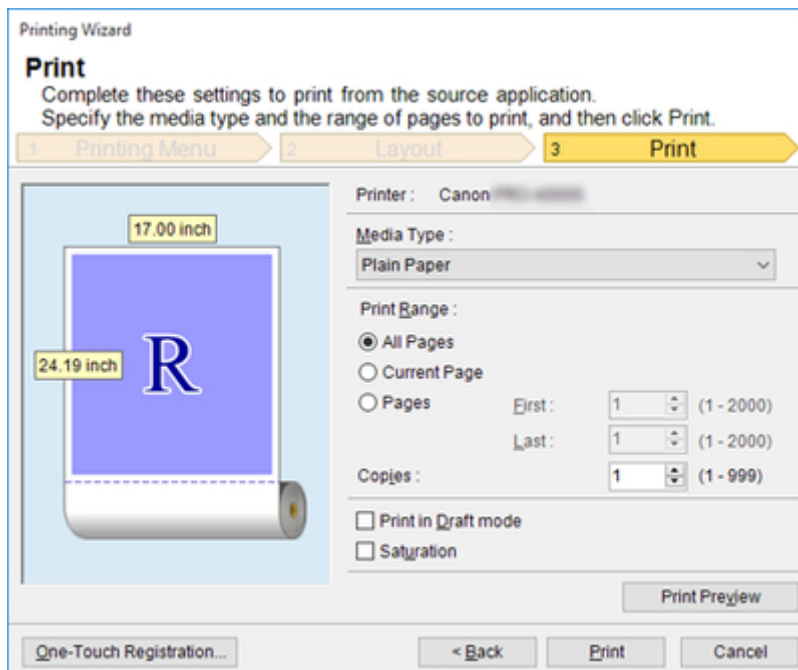 Printing Wizard
Print
Complete these settings to print from the source application.
Specify the media type and the range of pages to print, and then click Print.
1 Printing Menu 2 Layout 3 Print
17.00 inch
24.19 inch
R
Printer : Canon
Media Type :
Plain Paper
Print Range :
All Pages
Current Page
Pages First : 1 (1 - 2000)
Last : 1 (1 - 2000)
Copies : 1 (1 - 999)
Print in Draft mode
Saturation
Print Preview
One-Touch Registration... < Back Print Cancel